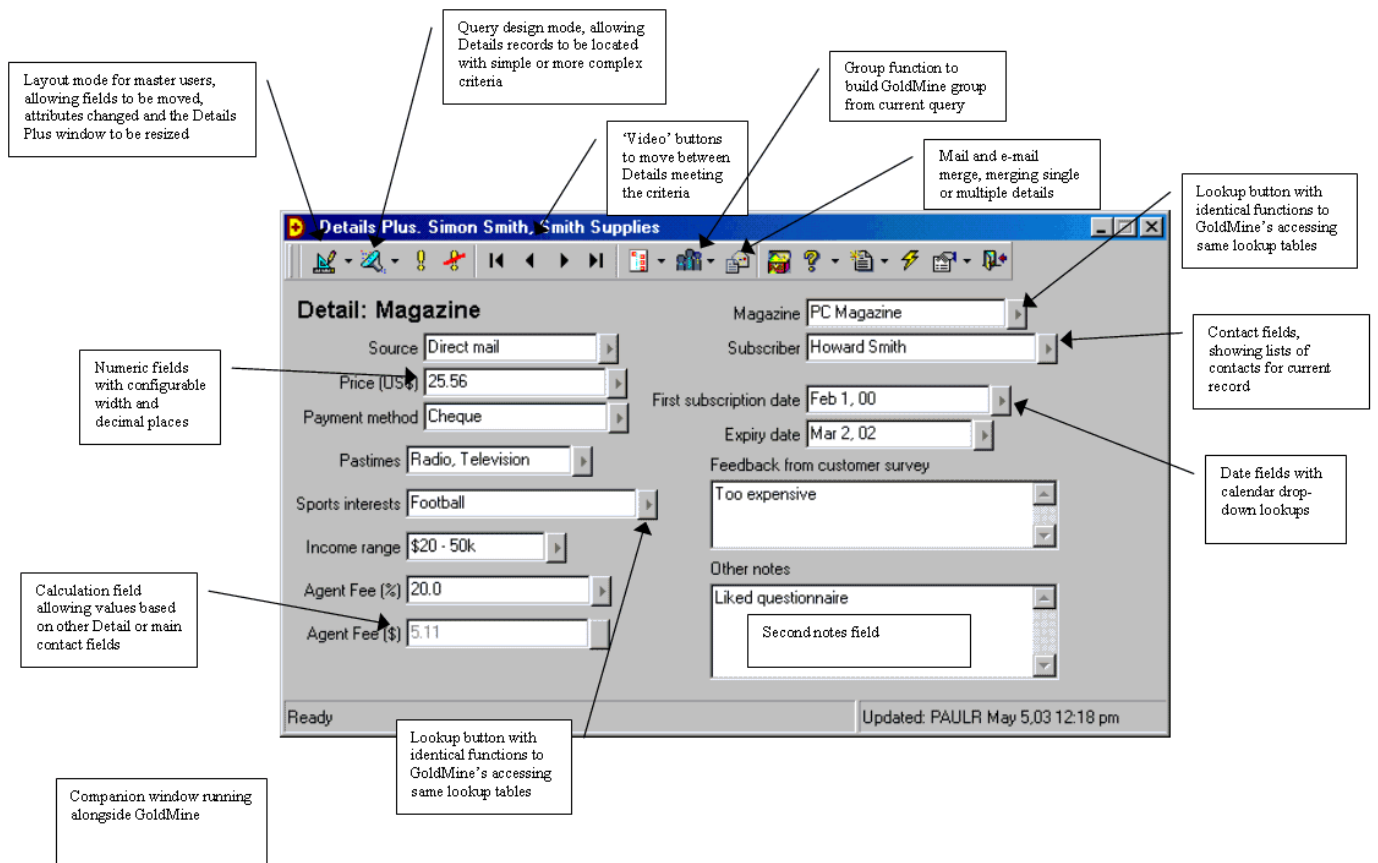 Query design mode, allowing
Details records to be located
with simple or more complex
criteria
Layout mode for master users,
allowing fields to be moved,
attributes changed and the Details
Plus window to be resized
Group function to
build GoldMine group
from current query
'Video' buttons
to move between
Details meeting
the criteria
Mail and e-mail
merge, merging single
or multiple details
Lookup button with
identical functions to
GoldMine's accessing
same lookup tables
Details Plus. Simon Smith, Smith Supplies
Detail: Magazine
Source Direct mail
Price (US$) 25.56
Payment method Cheque
Pastimes Radio, Television
Sports interests Football
Income range $20 - 50k
Agent Fee (%) 20.0
Agent Fee ($) 5.11
Magazine PC Magazine
Subscriber Howard Smith
First subscription date Feb 1, 00
Expiry date Mar 2, 02
Feedback from customer survey
Too expensive
Other notes
Liked questionnaire
Second notes field
Ready
Updated: PAULR May 5,03 12:18 pm
Numeric fields
with configurable
width and
decimal places
Contact fields,
showing lists of
contacts for current
record
Date fields with
calendar drop-
down lookups
Calculation field
allowing values based
on other Detail or main
contact fields
Lookup button with
identical functions to
GoldMine's accessing
same lookup tables
Companion window running
alongside GoldMine